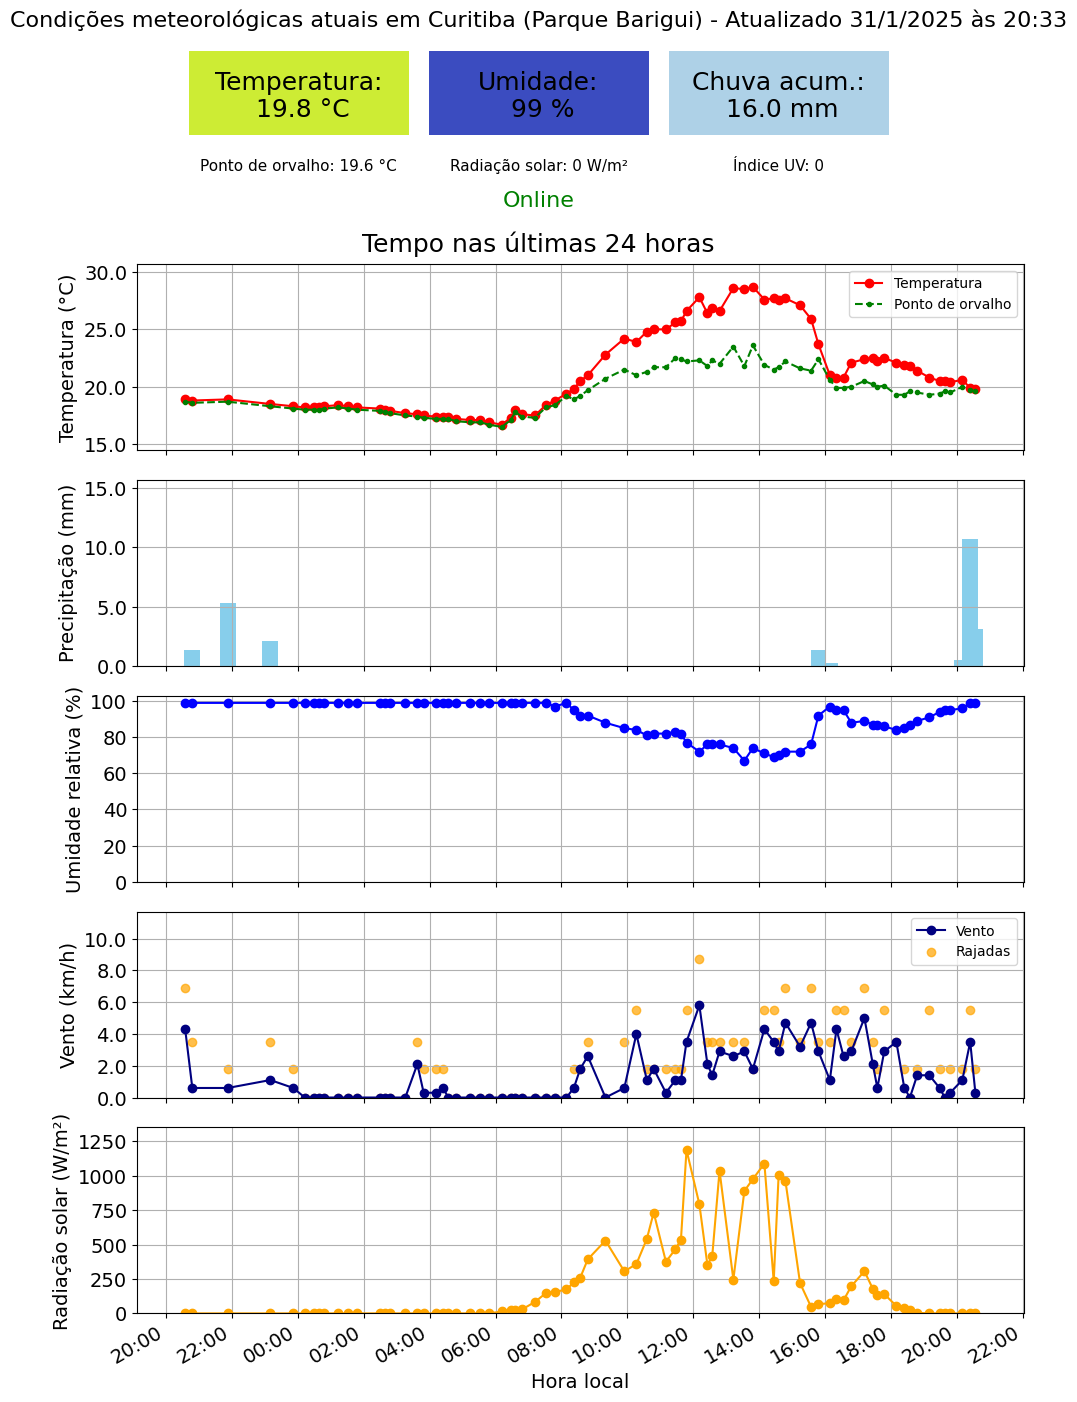 Condições meteorológicas atuais em Curitiba (Parque Barigui) - Atualizado 31/1/2025 às 20:33
Temperatura:
19.8 °C
Umidade:
99 %
Chuva acum.:
16.0 mm
Ponto de orvalho: 19.6 °C
Radiação solar: 0 W/m²
Índice UV: 0
Online
Tempo nas últimas 24 horas
Temperatura (°C)
30.0
25.0
20.0
15.0
Temperatura
Ponto de orvalho
Precipitação (mm)
15.0
10.0
5.0
0.0
Umidade relativa (%)
100
80
60
40
20
0
Vento (km/h)
10.0
8.0
6.0
4.0
2.0
0.0
Vento
Rajadas
Radiação solar (W/m²)
1250
1000
750
500
250
0
20:00
22:00
00:00
02:00
04:00
06:00
08:00
10:00
12:00
14:00
16:00
18:00
20:00
22:00
Hora local